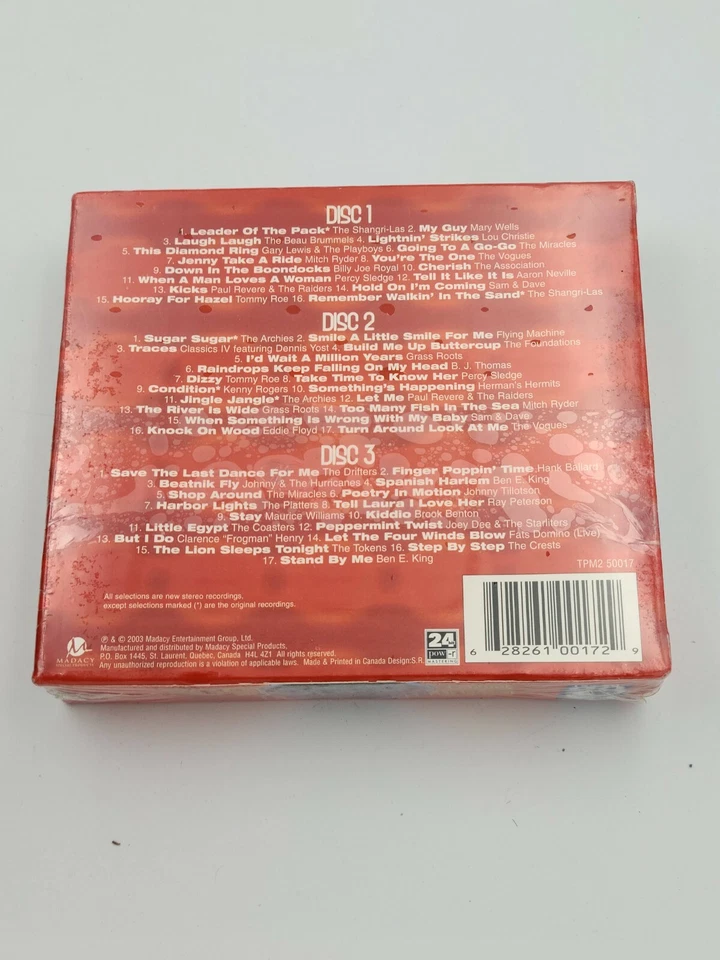 DISC 1
1. Leader Of The Pack* The Shangri-Las 2. My Guy Mary Wells
3. Laugh Laugh The Beau Brummels 4. Lightnin' Strikes Lou Christie
5. This Diamond Ring Gary Lewis & The Playboys 6. Going To A Go-Go The Miracles
7. Jenny Take A Ride Mitch Ryder 8. You're The One The Vogues
9. Down In The Boondocks Billy Joe Royal 10. Cherish The Association
11. When A Man Loves A Woman Percy Sledge 12. Tell It Like It Is Aaron Neville
13. Kicks Paul Revere & The Raiders 14. Hold On I'm Coming Sam & Dave
15. Hooray For Hazel Tommy Roe 16. Remember Walkin' In The Sand* The Shangri-Las
DISC 2
1. Sugar Sugar* The Archies 2. Smile A Little Smile For Me Flying Machine
3. Traces Classics IV featuring Dennis Yost 4. Build Me Up Buttercup The Foundations
5. I'd Wait A Million Years Grass Roots
6. Raindrops Keep Falling On My Head B. J. Thomas
7. Dizzy Tommy Roe 8. Take Time To Know Her Percy Sledge
9. Condition* Kenny Rogers 10. Something's Happening Herman's Hermits
11. Jingle Jangle* The Archies 12. Let Me Paul Revere & The Raiders
13. The River Is Wide Grass Roots 14. Too Many Fish In The Sea Mitch Ryder
15. When Something Is Wrong With My Baby Sam & Dave
16. Knock On Wood Eddie Floyd 17. Turn Around Look At Me The Vogues
DISC 3
1. Save The Last Dance For Me The Drifters 2. Finger Poppin' Time Hank Ballard
3. Beatnik Fly Johnny & The Hurricanes 4. Spanish Harlem Ben E. King
5. Shop Around The Miracles 6. Poetry In Motion Johnny Tillotson
7. Harbor Lights The Platters 8. Tell Laura I Love Her Ray Peterson
9. Stay Maurice Williams 10. Kiddio Brook Benton
11. Little Egypt The Coasters 12. Peppermint Twist Joey Dee & The Starliters
13. But I Do Clarence "Frogman" Henry 14. Let The Four Winds Blow Fats Domino (Live)
15. The Lion Sleeps Tonight The Tokens 16. Step By Step The Crests
17. Stand By Me Ben E. King
TPM2 50017
All selections are new stereo recordings,
except selections marked (*) are the original recordings.
℗ & © 2003 Madacy Entertainment Group. Ltd.
Manufactured and distributed by Madacy Special Products.
P.O. Box 1445, St. Laurent, Quebec, Canada H4L 4Z1 All rights reserved.
Any unauthorized reproduction is a violation of applicable laws. Made & Printed in Canada Design:S.R.
MADACY
24
pow-r
MASTERING
6 28261 00172 9